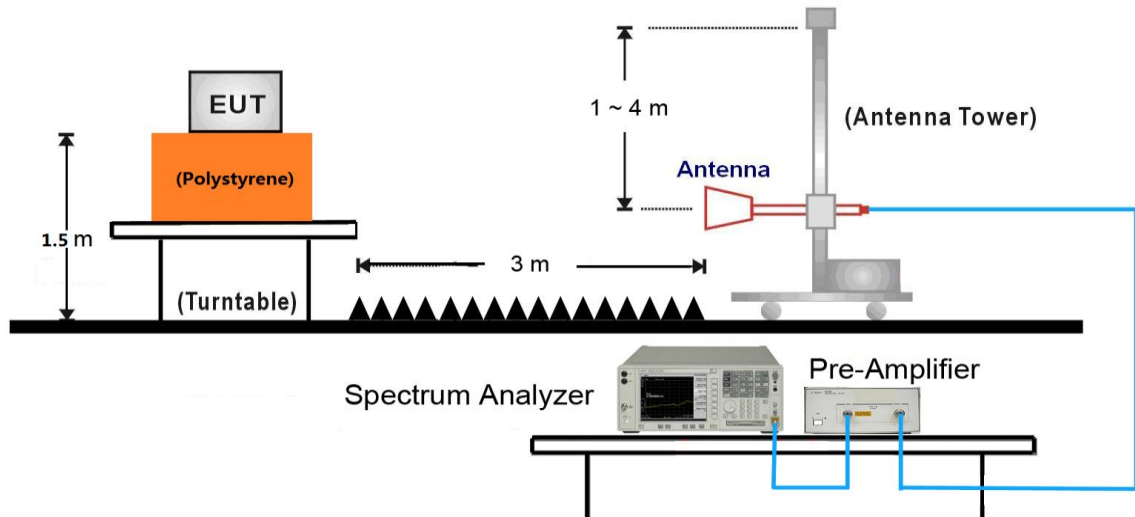 EUT
(Polystyrene)
1.5 m
(Turntable)
3 m
1 ~ 4 m
Antenna
(Antenna Tower)
Spectrum Analyzer
Pre-Amplifier